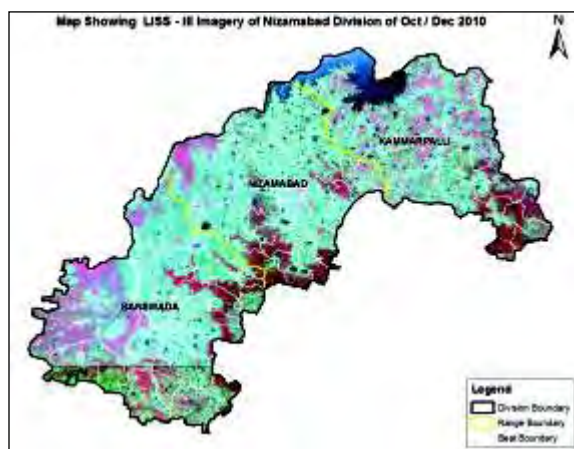 Map Showing LISS - III Imagery of Nizamabad Division of Oct / Dec 2010
N
KAMMARPALLI
NIZAMABAD
BANSWADA
Legend
Division Boundary
Range Boundary
Beat Boundary